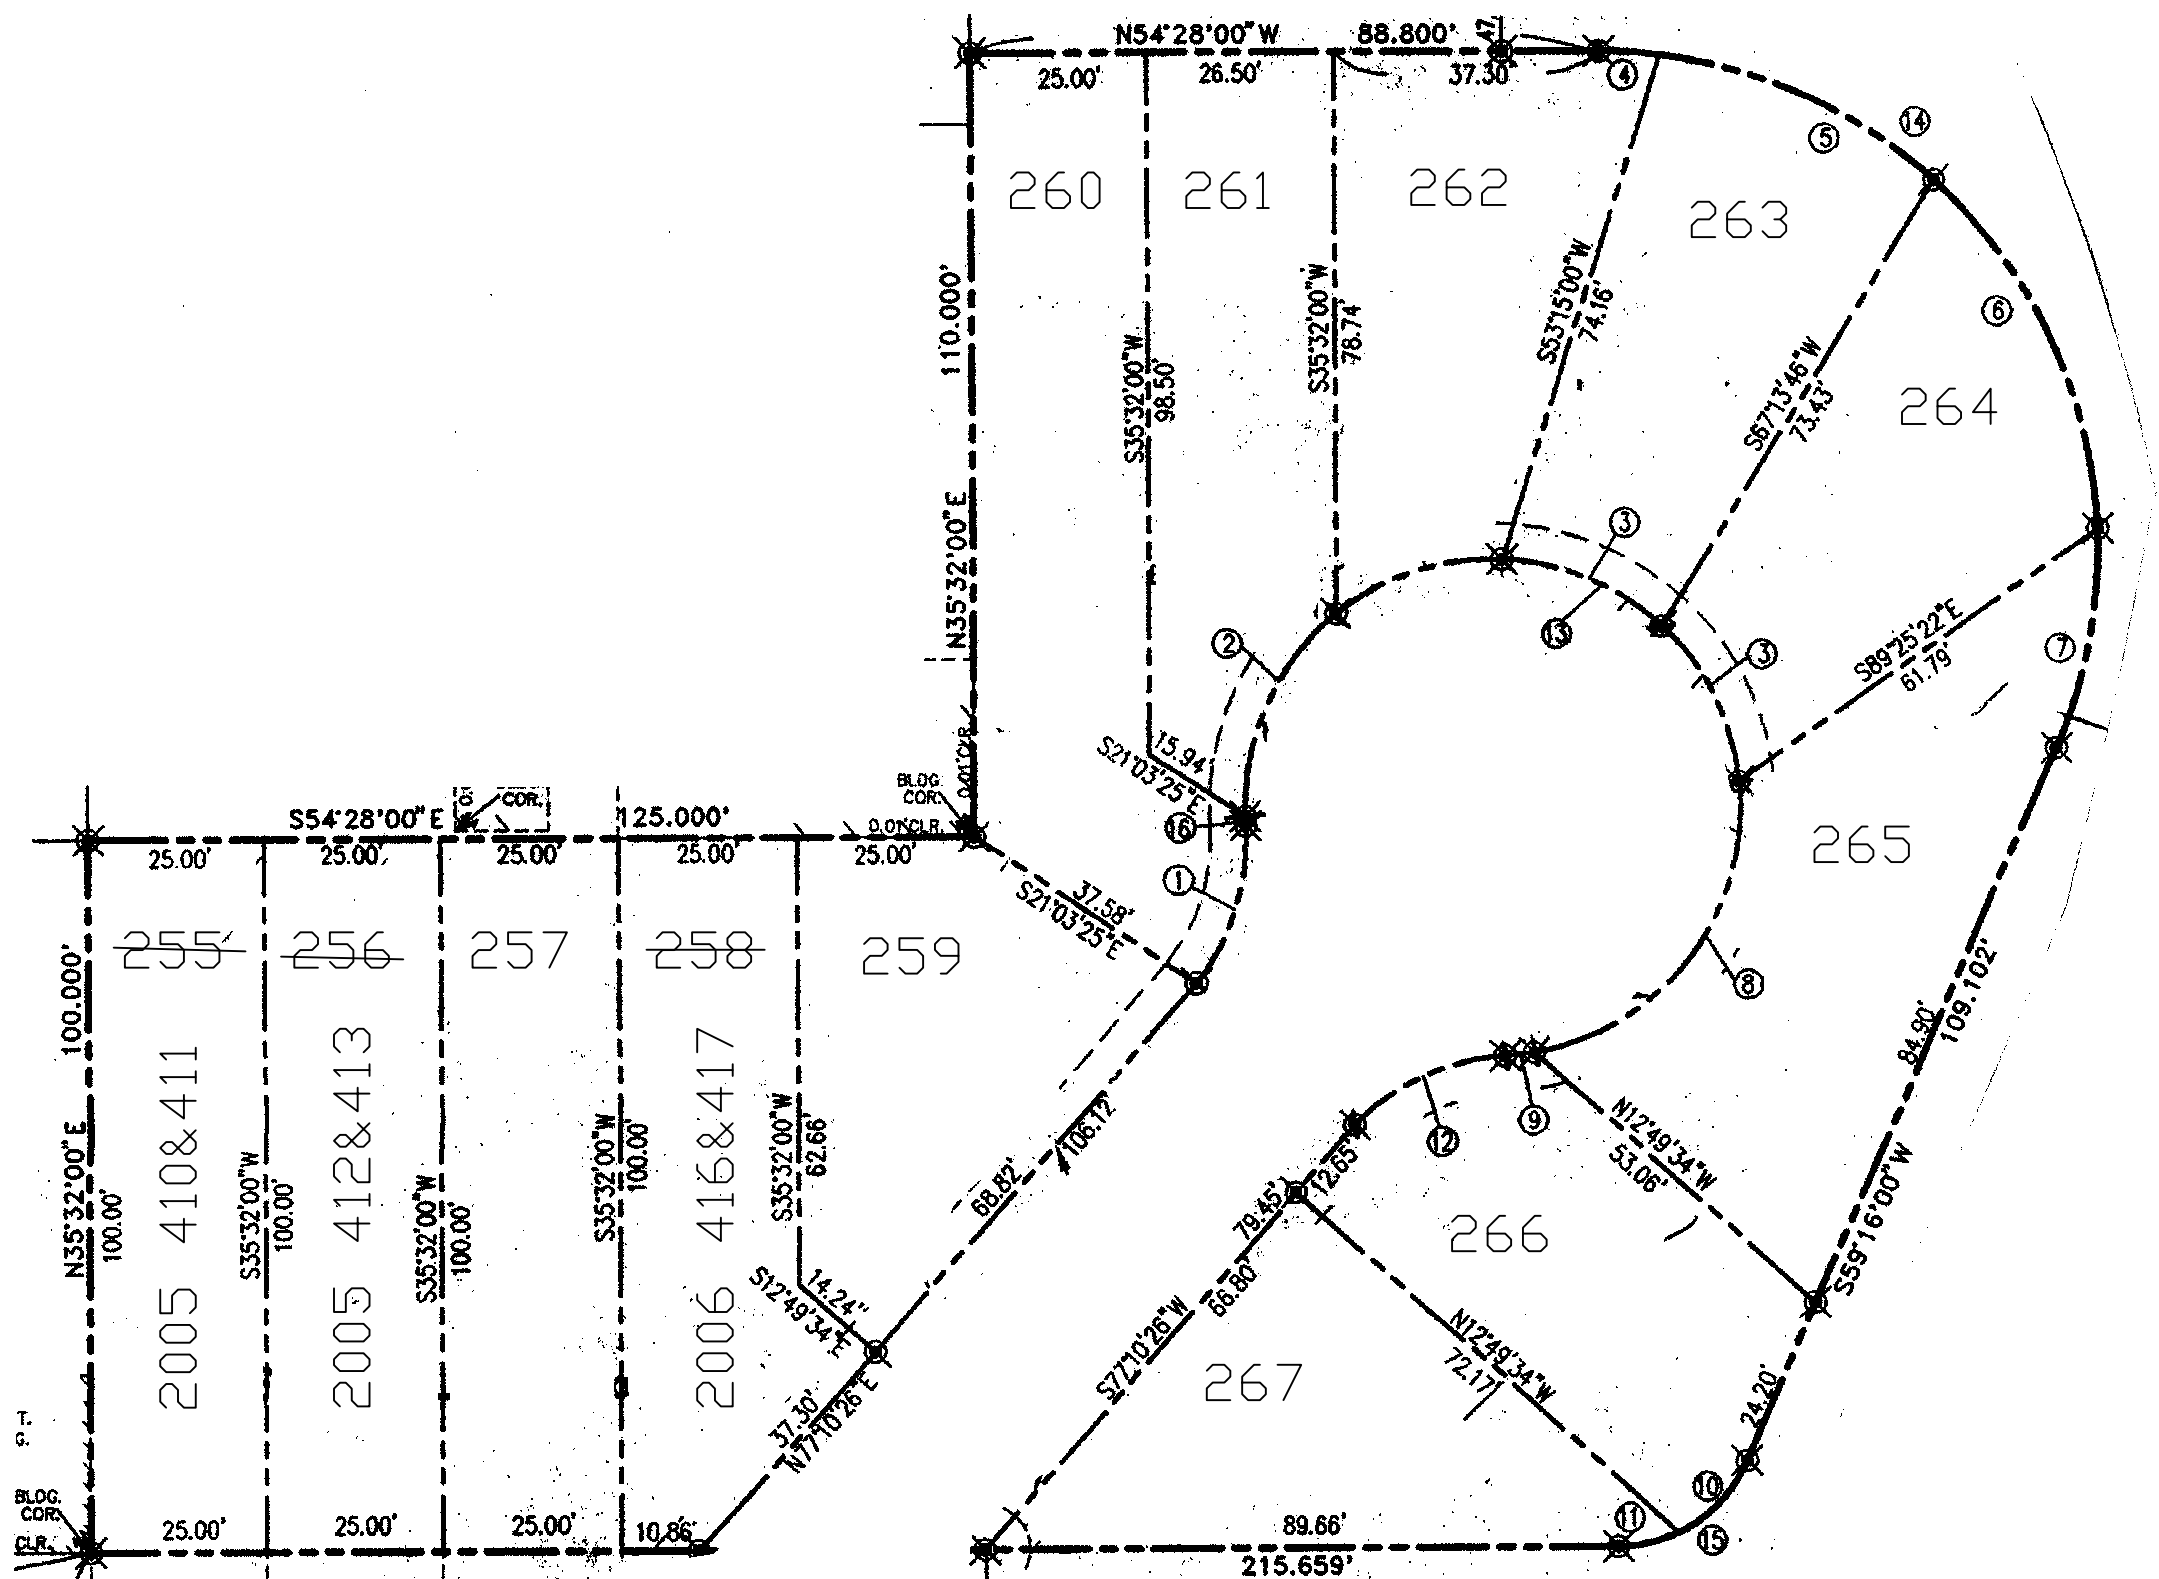 N54°28'00"W 88.800' 47.
25.00' 26.50' 37.30' 4
14
5
260 261 262 263
6
110.000'
N35°32'00"E
S35°32'00"W
98.50'
S35°32'00"W
78.74'
S53°15'00"W
74.16'
S67°13'46"W
73.43'
264
3
13
3
2
S89°25'22"E
61.79'
7
15.94'
S21°03'25"E
16
1
0.01'CLR.
BLDG.
COR.
0.01'CLR.
S54°28'00"E 125.000'
COR.
25.00' 25.00' 25.00' 25.00' 25.00'
37.58'
S21°03'25"E
265
255 256 257 258 259
8
100.000'
N35°32'00"E
100.00'
2005 410&411
S35°32'00"W
100.00'
2005 412&413
S35°32'00"W
100.00'
S35°32'00"W
100.00'
2006 416&417
S35°32'00"W
62.66'
14.24"
S12°49'34"E
68.82'
106.12'
37.30'
N77°10'26"E
84.90'
109.102'
S59°16'00"W
9
12
N12°49'34"W
53.06'
12.65'
79.45'
66.80'
S77°10'26"W
266
N12°49'34"W
72.17'
267
24.20'
10
11
15
T.
G.
BLDG.
COR.
CLR.
25.00' 25.00' 25.00' 10.86'
89.66'
215.659'